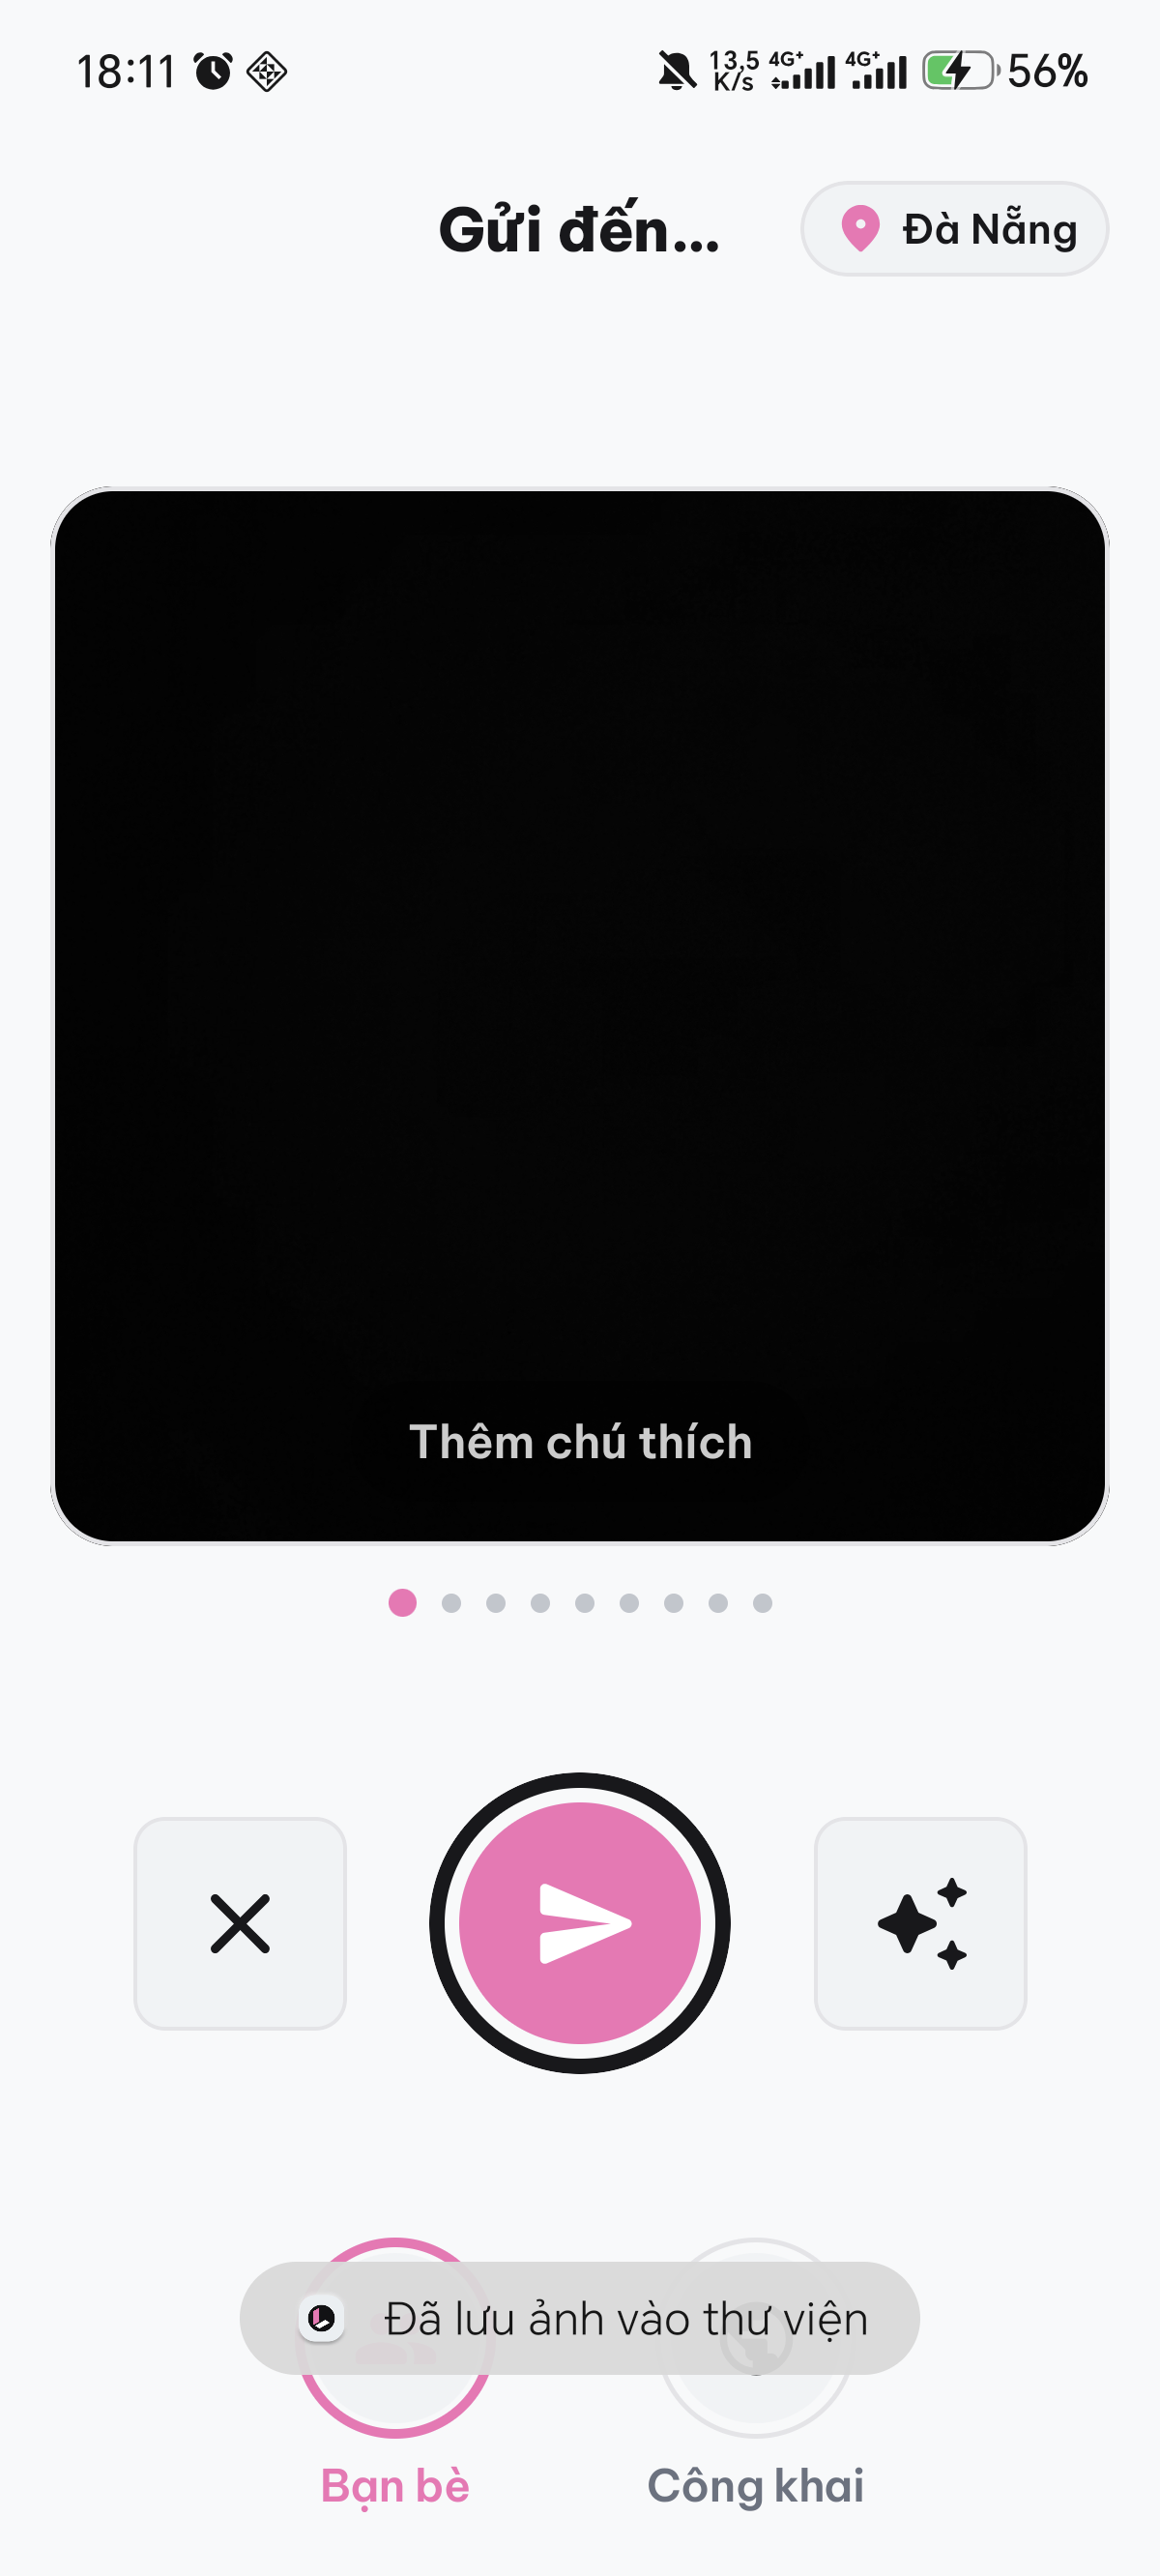 18:11
13,5 K/s 4G+ 4G+ 56%
Gửi đến...
Đà Nẵng
Thêm chú thích
Đã lưu ảnh vào thư viện
Bạn bè
Công khai